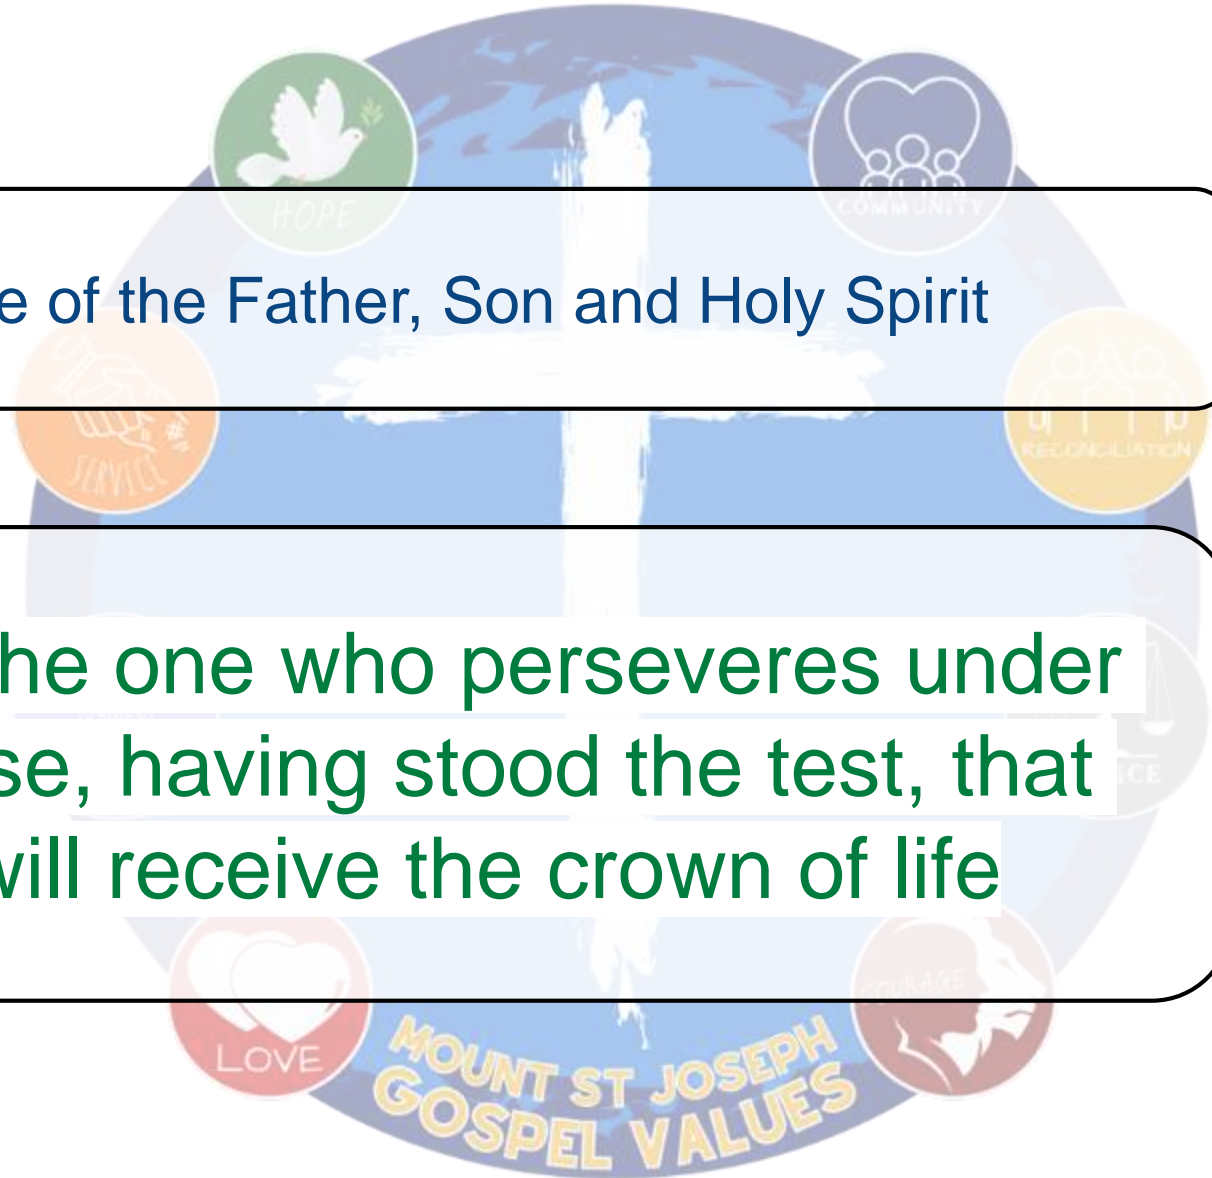 HOPE
COMMUNITY
e of the Father, Son and Holy Spirit
SERVICE
RECONCILIATION
he one who perseveres under
se, having stood the test, that
CE
will receive the crown of life
COURAGE
LOVE
MOUNT ST JOSEPH
GOSPEL VALUES